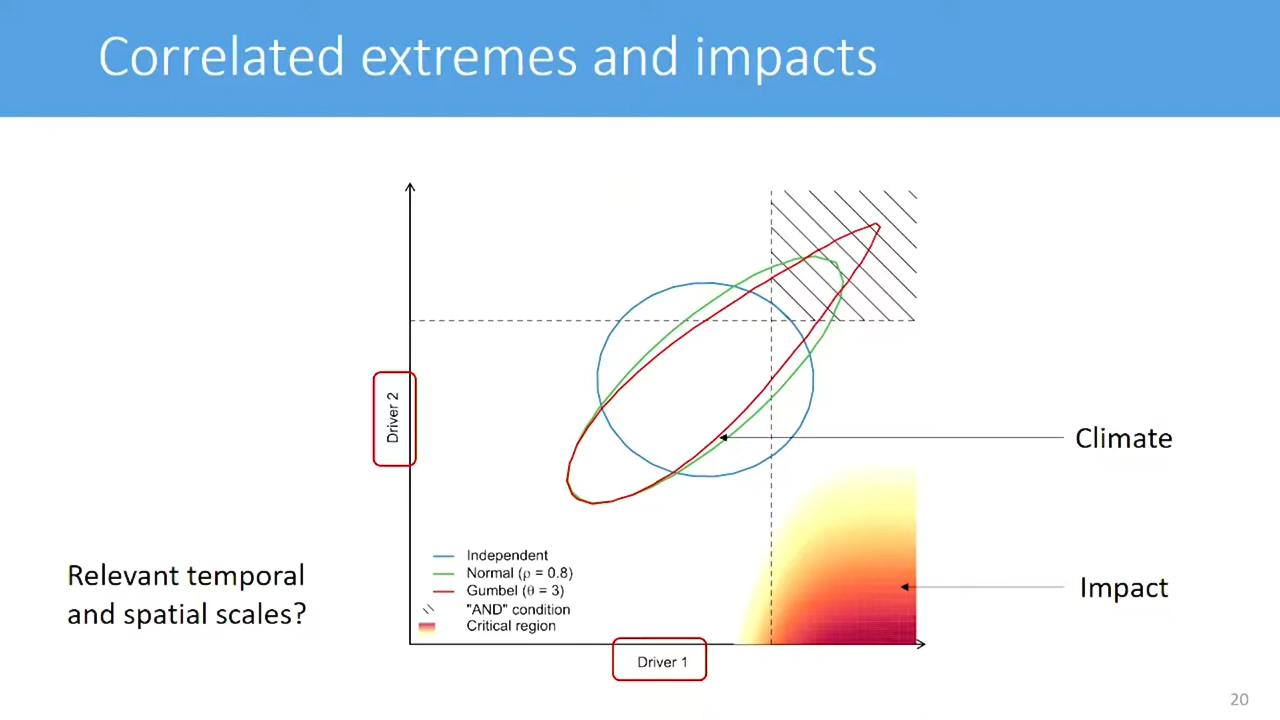 Correlated extremes and impacts
Driver 2
Climate
Independent
Normal (ρ = 0.8)
Gumbel (θ = 3)
"AND" condition
Critical region
Relevant temporal
and spatial scales?
Impact
Driver 1
20